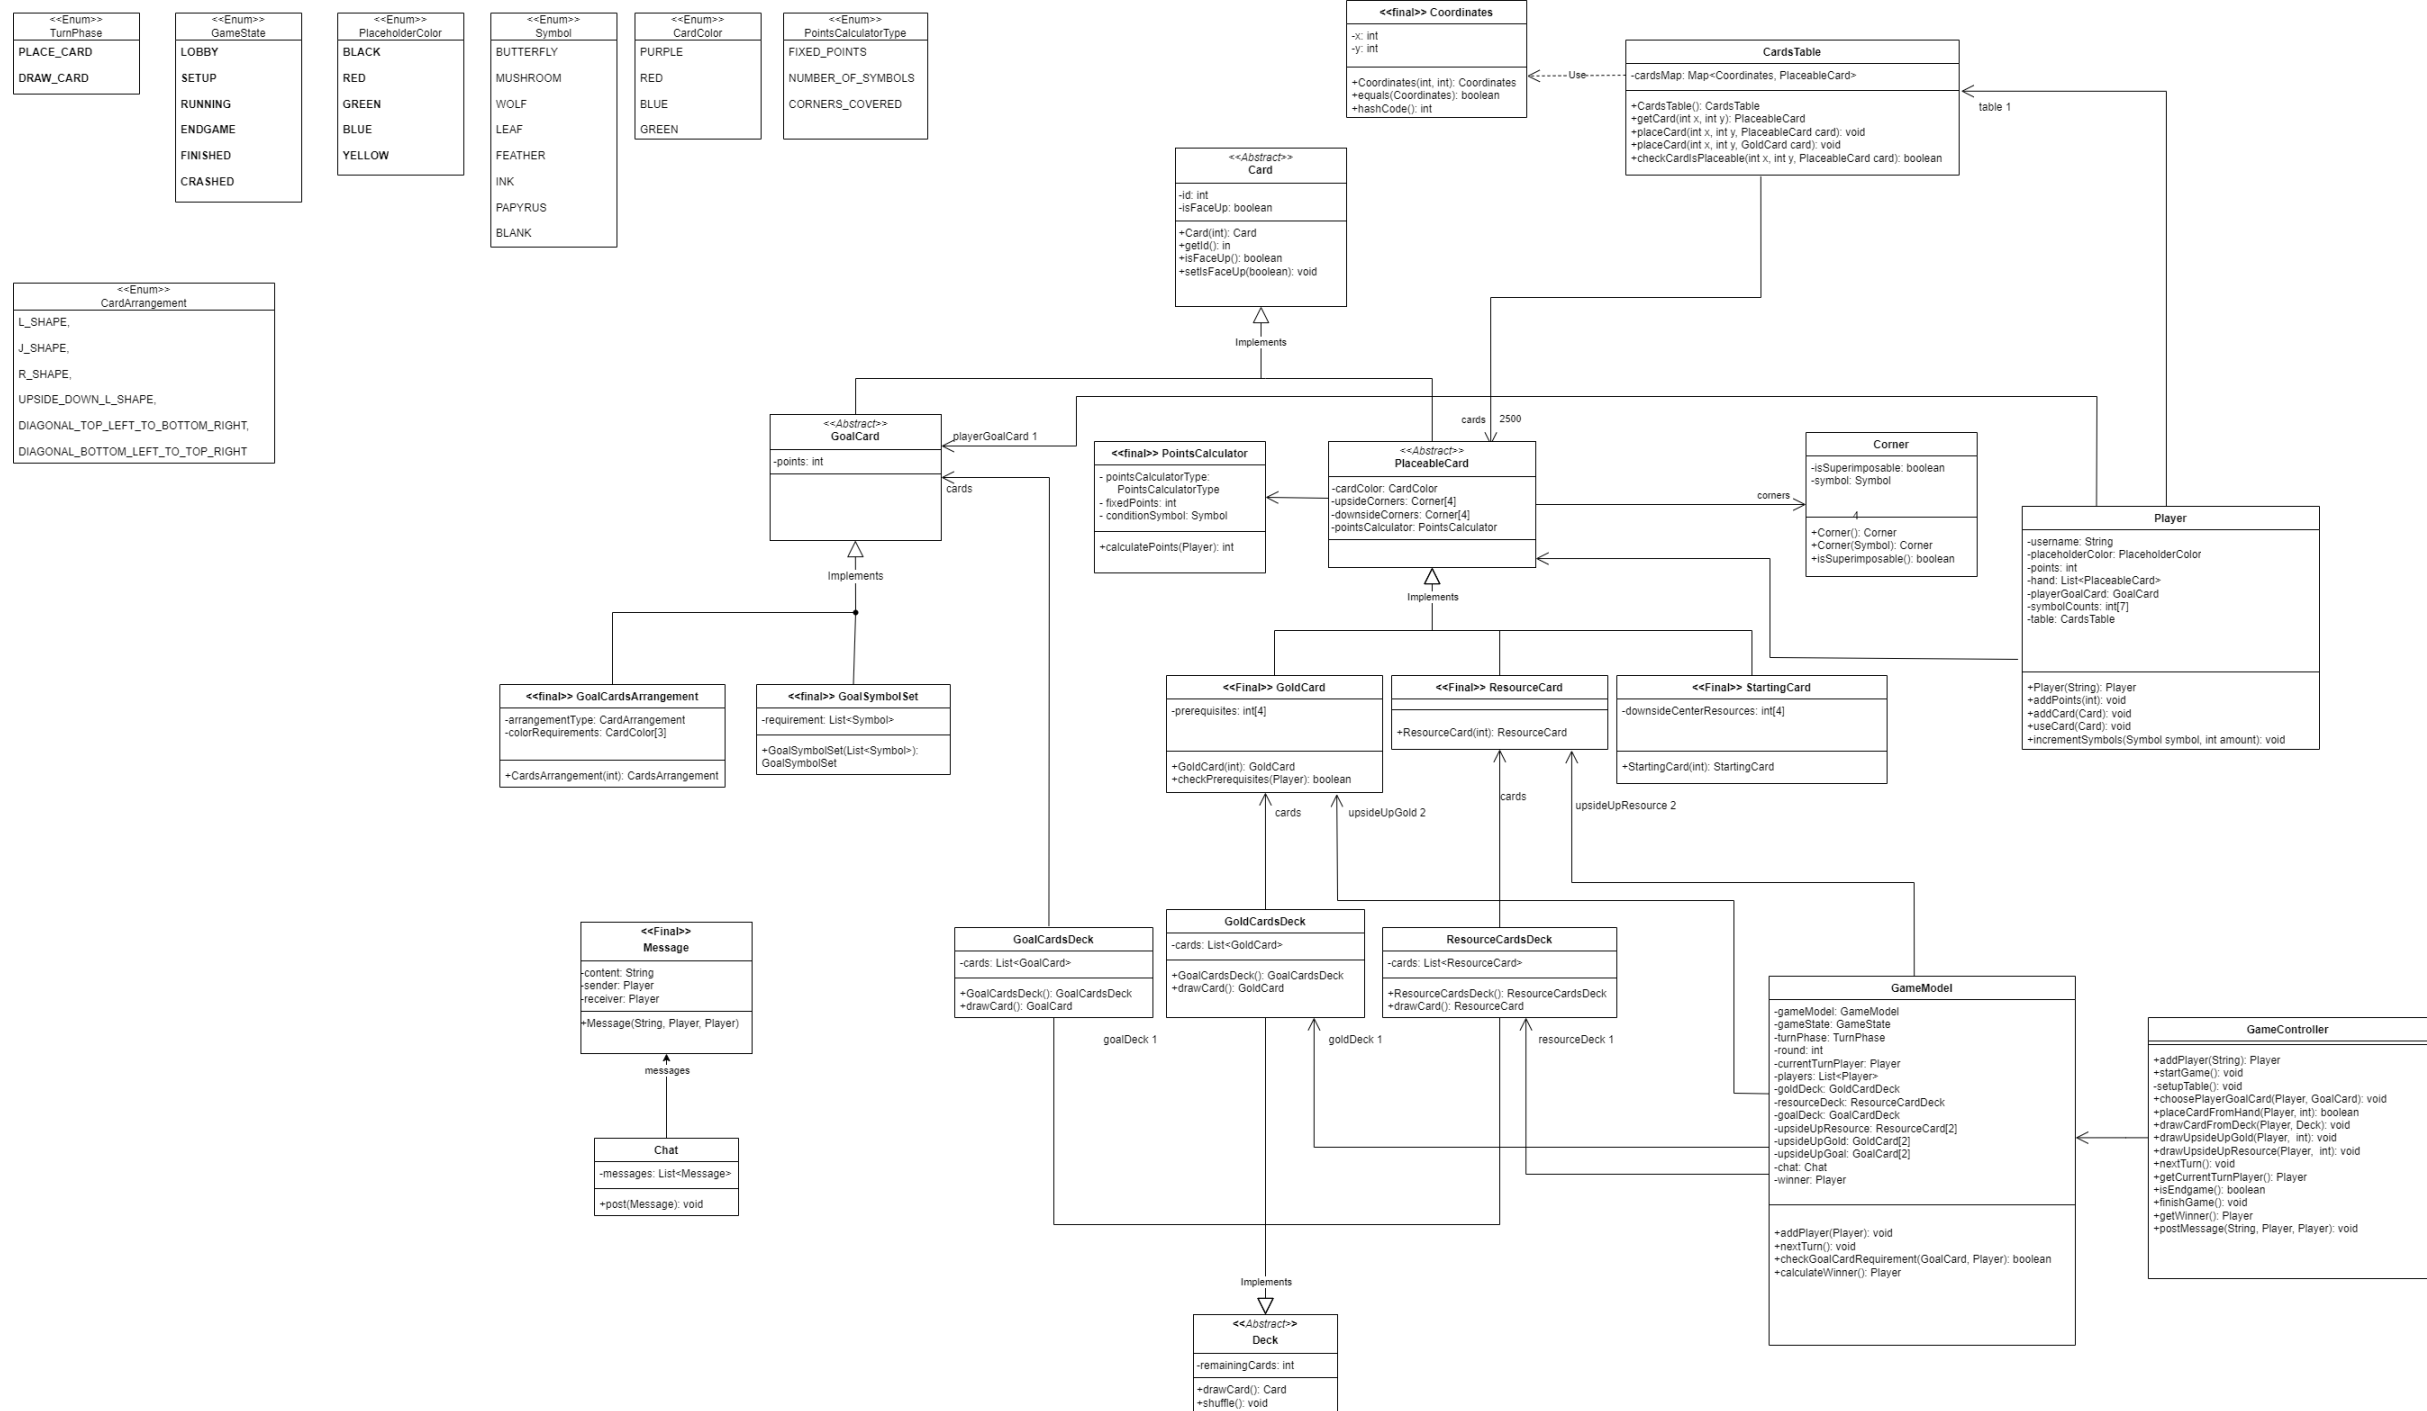 <<Enum>>
TurnPhase
PLACE_CARD
DRAW_CARD
<<Enum>>
GameState
LOBBY
SETUP
RUNNING
ENDGAME
FINISHED
CRASHED
<<Enum>>
PlaceholderColor
BLACK
RED
GREEN
BLUE
YELLOW
<<Enum>>
Symbol
BUTTERFLY
MUSHROOM
WOLF
LEAF
FEATHER
INK
PAPYRUS
BLANK
<<Enum>>
CardColor
PURPLE
RED
BLUE
GREEN
<<Enum>>
PointsCalculatorType
FIXED_POINTS
NUMBER_OF_SYMBOLS
CORNERS_COVERED
<<final>> Coordinates
-x: int
-y: int
+Coordinates(int, int): Coordinates
+equals(Coordinates): boolean
+hashCode(): int
Use
CardsTable
-cardsMap: Map<Coordinates, PlaceableCard>
+CardsTable(): CardsTable
+getCard(int x, int y): PlaceableCard
+placeCard(int x, int y, PlaceableCard card): void
+placeCard(int x, int y, GoldCard card): void
+checkCardIsPlaceable(int x, int y, PlaceableCard card): boolean
table 1
<<Abstract>>
Card
-id: int
-isFaceUp: boolean
+Card(int): Card
+getId(): in
+isFaceUp(): boolean
+setIsFaceUp(boolean): void
Implements
<<Enum>>
CardArrangement
L_SHAPE,
J_SHAPE,
R_SHAPE,
UPSIDE_DOWN_L_SHAPE,
DIAGONAL_TOP_LEFT_TO_BOTTOM_RIGHT,
DIAGONAL_BOTTOM_LEFT_TO_TOP_RIGHT
<<Abstract>>
GoalCard
-points: int
playerGoalCard 1
cards
Implements
<<final>> PointsCalculator
- pointsCalculatorType:
PointsCalculatorType
- fixedPoints: int
- conditionSymbol: Symbol
+calculatePoints(Player): int
cards 2500
<<Abstract>>
PlaceableCard
-cardColor: CardColor
-upsideCorners: Corner[4]
-downsideCorners: Corner[4]
-pointsCalculator: PointsCalculator
Implements
corners
Corner
-isSuperimposable: boolean
-symbol: Symbol
4
+Corner(): Corner
+Corner(Symbol): Corner
+isSuperimposable(): boolean
Player
-username: String
-placeholderColor: PlaceholderColor
-points: int
-hand: List<PlaceableCard>
-playerGoalCard: GoalCard
-symbolCounts: int[7]
-table: CardsTable
+Player(String): Player
+addPoints(int): void
+addCard(Card): void
+useCard(Card): void
+incrementSymbols(Symbol symbol, int amount): void
<<final>> GoalCardsArrangement
-arrangementType: CardArrangement
-colorRequirements: CardColor[3]
+CardsArrangement(int): CardsArrangement
<<final>> GoalSymbolSet
-requirement: List<Symbol>
+GoalSymbolSet(List<Symbol>):
GoalSymbolSet
<<Final>> GoldCard
-prerequisites: int[4]
+GoldCard(int): GoldCard
+checkPrerequisites(Player): boolean
<<Final>> ResourceCard
+ResourceCard(int): ResourceCard
<<Final>> StartingCard
-downsideCenterResources: int[4]
+StartingCard(int): StartingCard
cards
upsideUpGold 2
cards
upsideUpResource 2
<<Final>>
Message
-content: String
-sender: Player
-receiver: Player
+Message(String, Player, Player)
messages
Chat
-messages: List<Message>
+post(Message): void
GoalCardsDeck
-cards: List<GoalCard>
+GoalCardsDeck(): GoalCardsDeck
+drawCard(): GoalCard
goalDeck 1
GoldCardsDeck
-cards: List<GoldCard>
+GoalCardsDeck(): GoalCardsDeck
+drawCard(): GoldCard
goldDeck 1
ResourceCardsDeck
-cards: List<ResourceCard>
+ResourceCardsDeck(): ResourceCardsDeck
+drawCard(): ResourceCard
resourceDeck 1
GameModel
-gameModel: GameModel
-gameState: GameState
-turnPhase: TurnPhase
-round: int
-currentTurnPlayer: Player
-players: List<Player>
-goldDeck: GoldCardDeck
-resourceDeck: ResourceCardDeck
-goalDeck: GoalCardDeck
-upsideUpResource: ResourceCard[2]
-upsideUpGold: GoldCard[2]
-upsideUpGoal: GoalCard[2]
-chat: Chat
-winner: Player
+addPlayer(Player): void
+nextTurn(): void
+checkGoalCardRequirement(GoalCard, Player): boolean
+calculateWinner(): Player
GameController
+addPlayer(String): Player
+startGame(): void
-setupTable(): void
+choosePlayerGoalCard(Player, GoalCard): void
+placeCardFromHand(Player, int): boolean
+drawCardFromDeck(Player, Deck): void
+drawUpsideUpGold(Player, int): void
+drawUpsideUpResource(Player, int): void
+nextTurn(): void
+getCurrentTurnPlayer(): Player
+isEndgame(): boolean
+finishGame(): void
+getWinner(): Player
+postMessage(String, Player, Player): void
Implements
<<Abstract>>
Deck
-remainingCards: int
+drawCard(): Card
+shuffle(): void